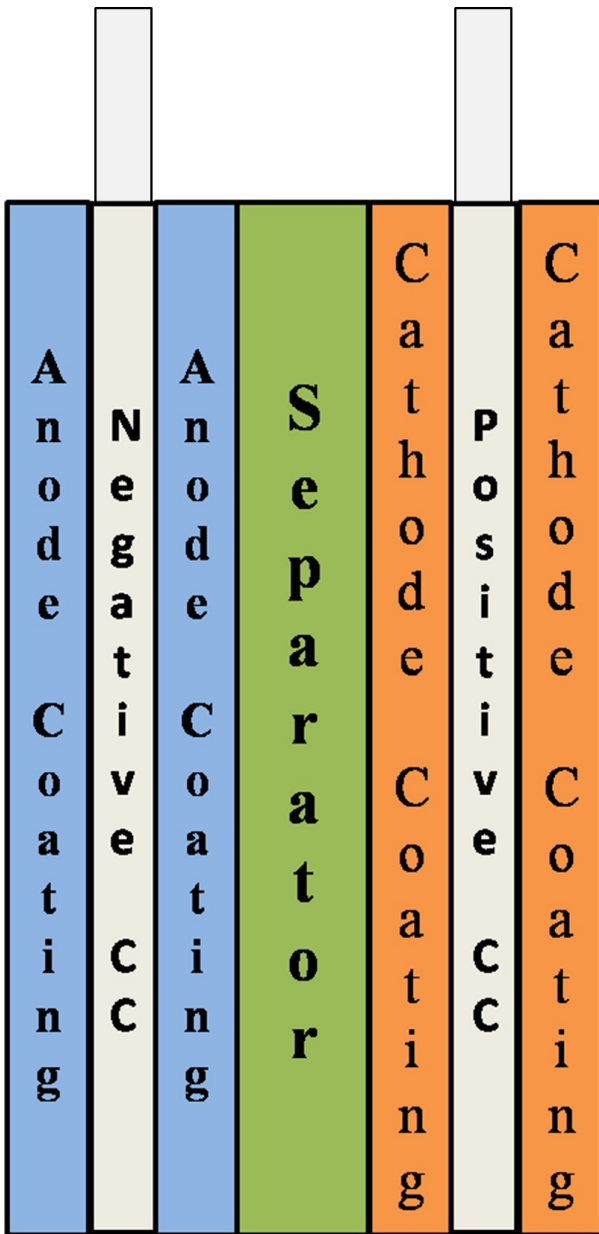 Anode Coating
Negative CC
Anode Coating
Separator
Cathode Coating
Positive CC
Cathode Coating